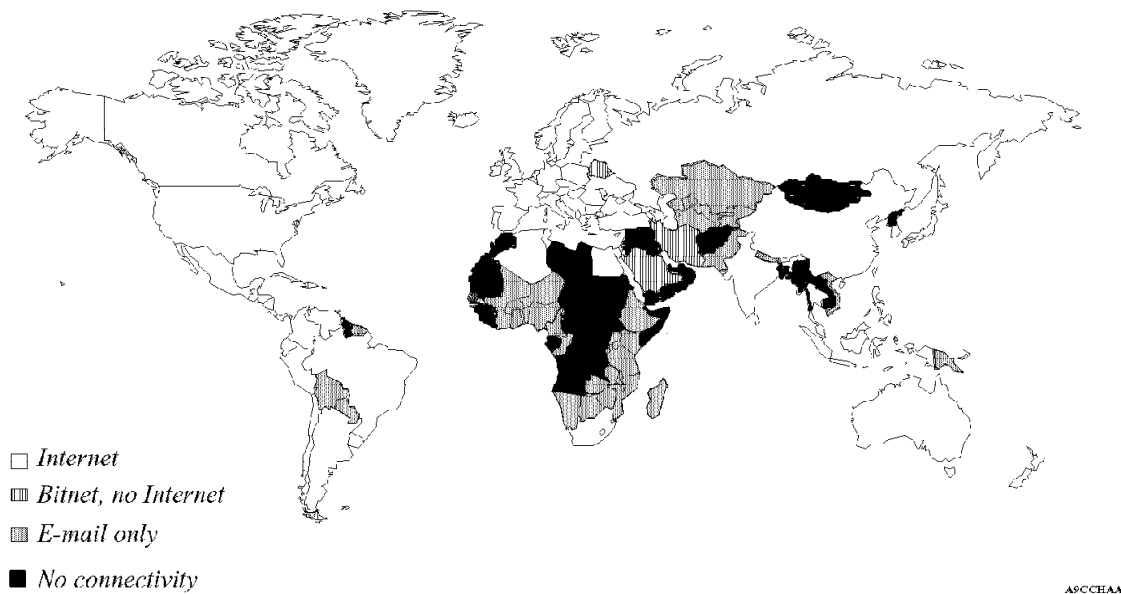 Internet
Bitnet, no Internet
E-mail only
No connectivity
A9CCHAA